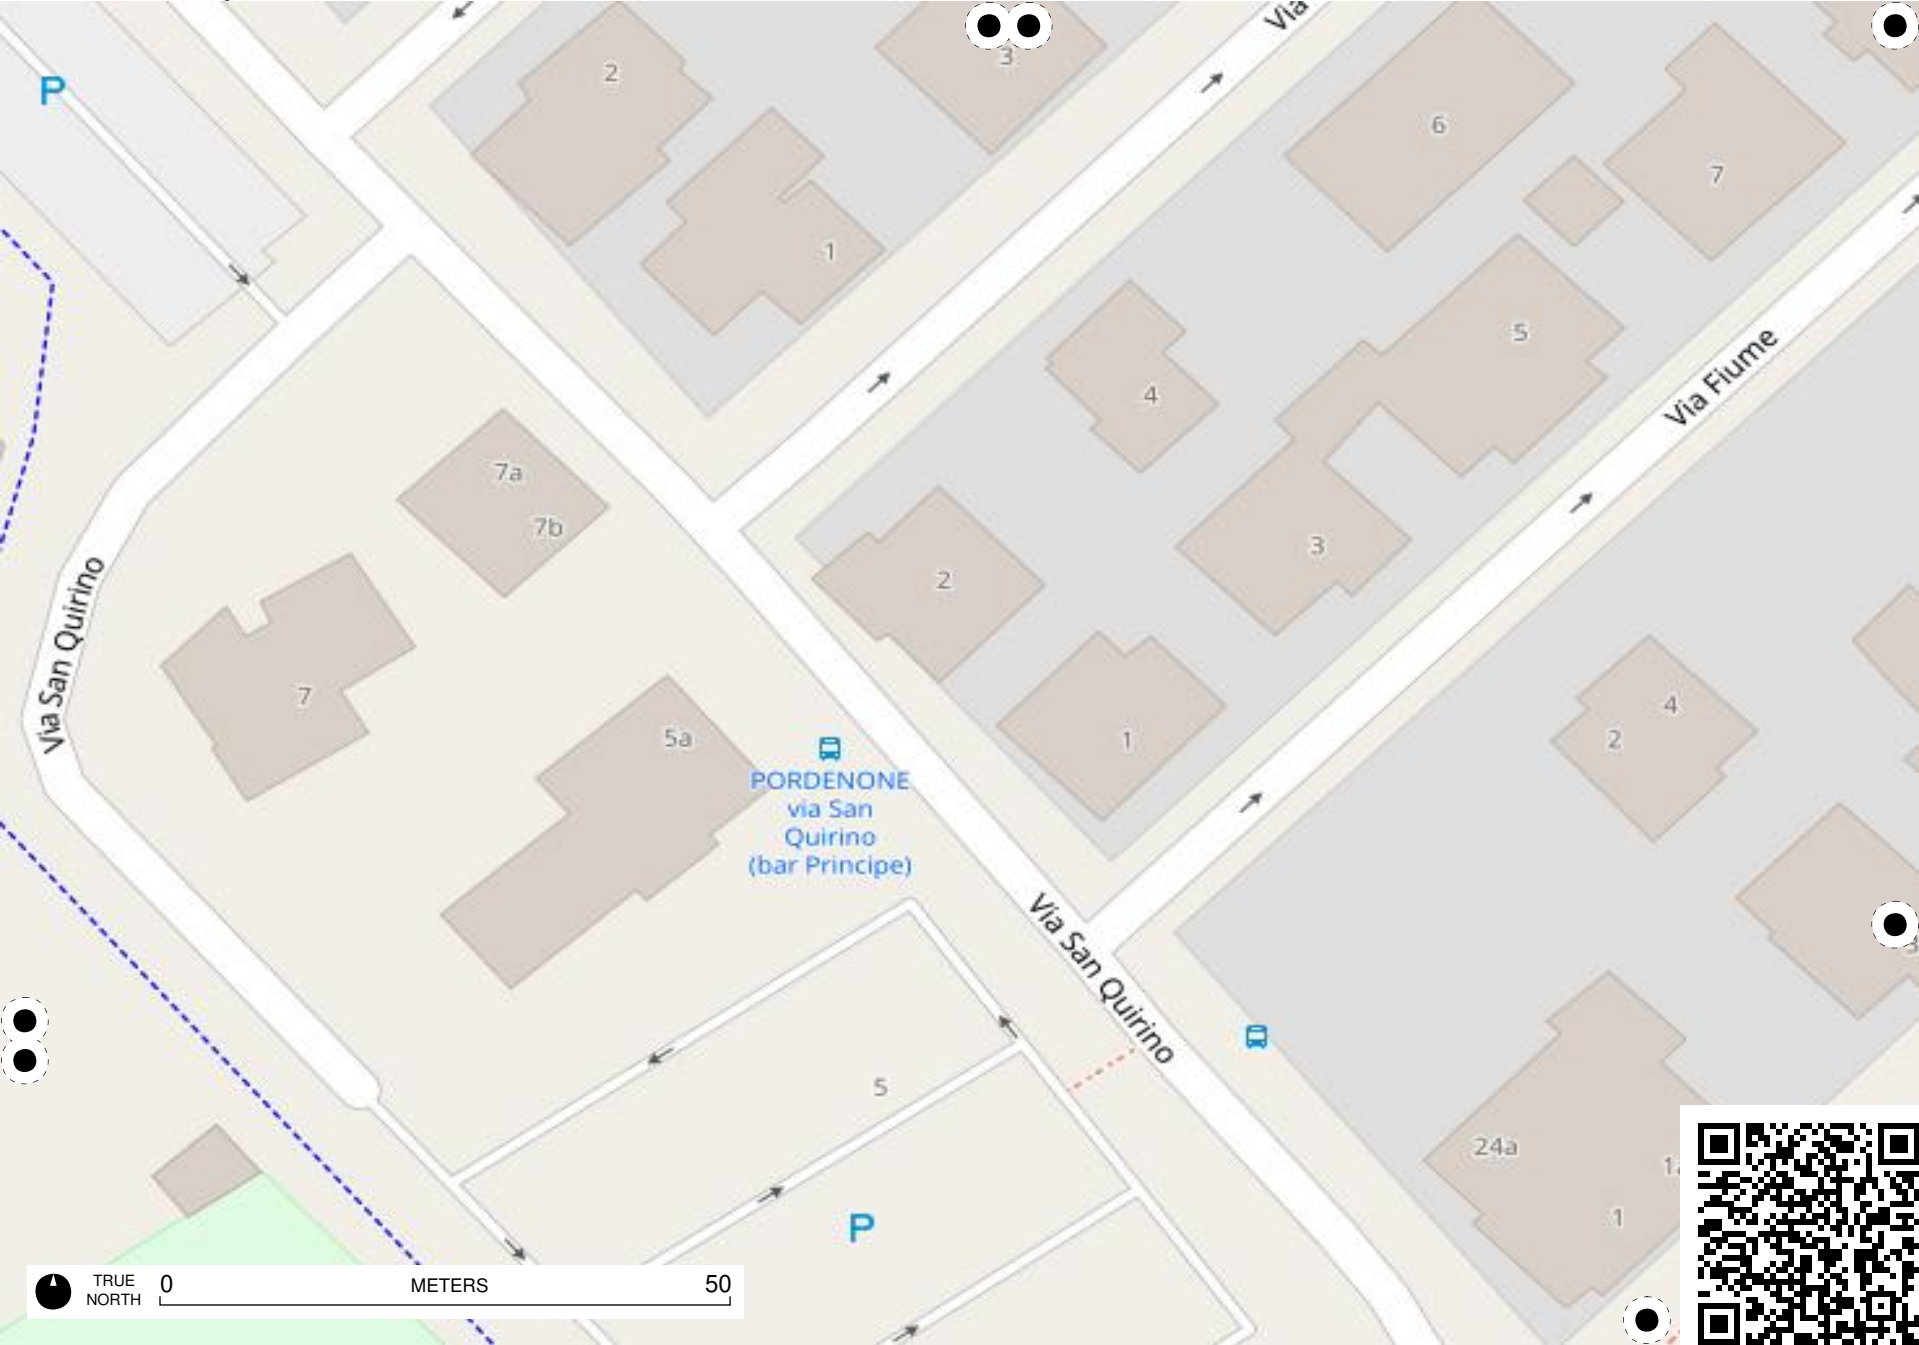 P
2
3
Via
6
7
1
5
4
Via Fiume
7a
7b
3
2
Via San Quirino
7
5a
1
4
2
PORDENONE
via San
Quirino
(bar Principe)
Via San Quirino
5
24a
1
P
TRUE
NORTH
0
METERS
50